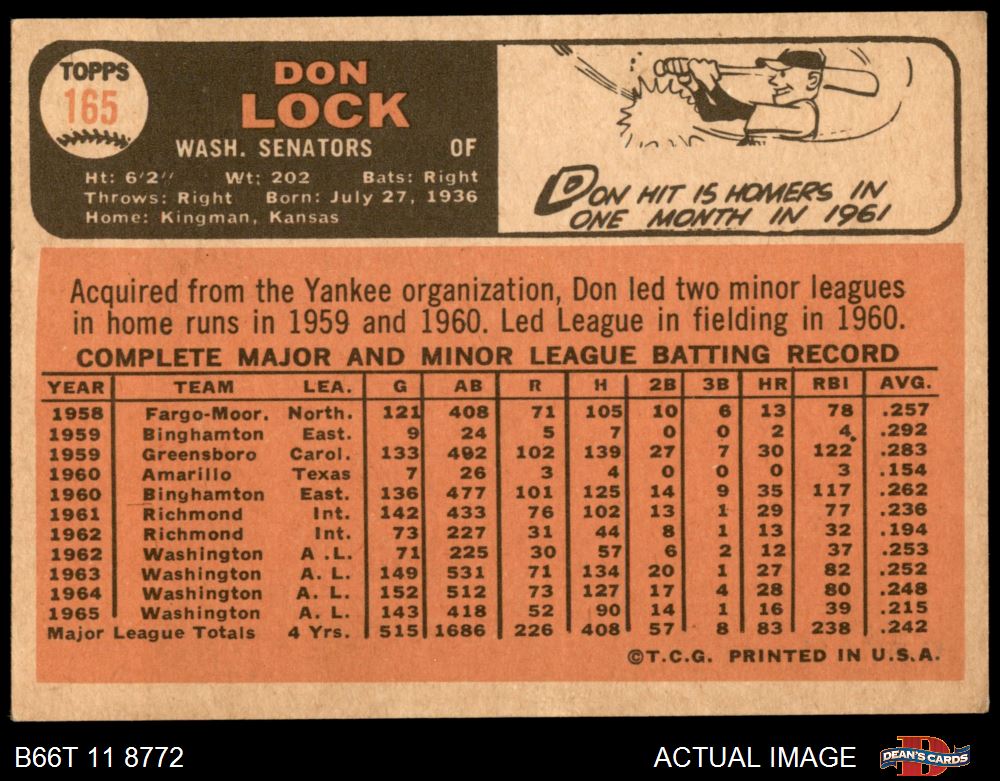 TOPPS
165
DON
LOCK
WASH. SENATORS OF
Ht: 6'2" Wt: 202 Bats: Right
Throws: Right Born: July 27, 1936
Home: Kingman, Kansas
DON HIT 15 HOMERS IN
ONE MONTH IN 1961
Acquired from the Yankee organization, Don led two minor leagues
in home runs in 1959 and 1960. Led League in fielding in 1960.
COMPLETE MAJOR AND MINOR LEAGUE BATTING RECORD
YEAR TEAM LEA. G AB R H 2B 3B HR RBI AVG.
1958 Fargo-Moor. North. 121 408 71 105 10 6 13 78 .257
1959 Binghamton East. 9 24 5 7 0 0 2 4 .292
1959 Greensboro Carol. 133 492 102 139 27 7 30 122 .283
1960 Amarillo Texas 7 26 3 4 0 0 0 3 .154
1960 Binghamton East. 136 477 101 125 14 9 35 117 .262
1961 Richmond Int. 142 433 76 102 13 1 29 77 .236
1962 Richmond Int. 73 227 31 44 8 1 13 32 .194
1962 Washington A .L. 71 225 30 57 6 2 12 37 .253
1963 Washington A. L. 149 531 71 134 20 1 27 82 .252
1964 Washington A. L. 152 512 73 127 17 4 28 80 .248
1965 Washington A. L. 143 418 52 90 14 1 16 39 .215
Major League Totals 4 Yrs. 515 1686 226 408 57 8 83 238 .242
©T.C.G. PRINTED IN U.S.A.
B66T 11 8772 ACTUAL IMAGE DEAN'S CARDS